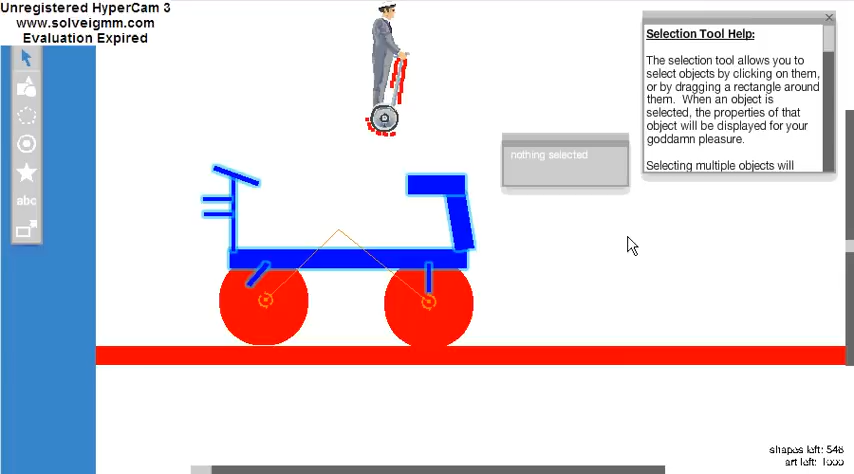 Unregistered HyperCam 3
www.solveigmm.com
Evaluation Expired
abc
nothing selected
Selection Tool Help:
The selection tool allows you to
select objects by clicking on them,
or by dragging a rectangle around
them. When an object is
selected, the properties of that
object will be displayed for your
goddamn pleasure.
Selecting multiple objects will
shapes left: 546
art left: 1000